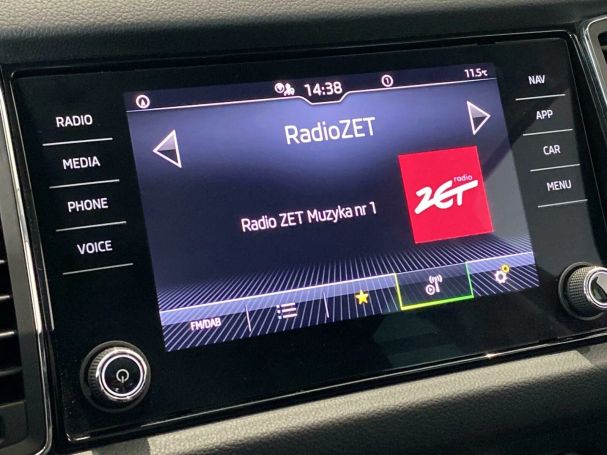 14:38
11.5°C
RadioZET
radio
ZET
Radio ZET Muzyka nr 1
FM/DAB
RADIO
MEDIA
PHONE
VOICE
NAV
APP
CAR
MENU